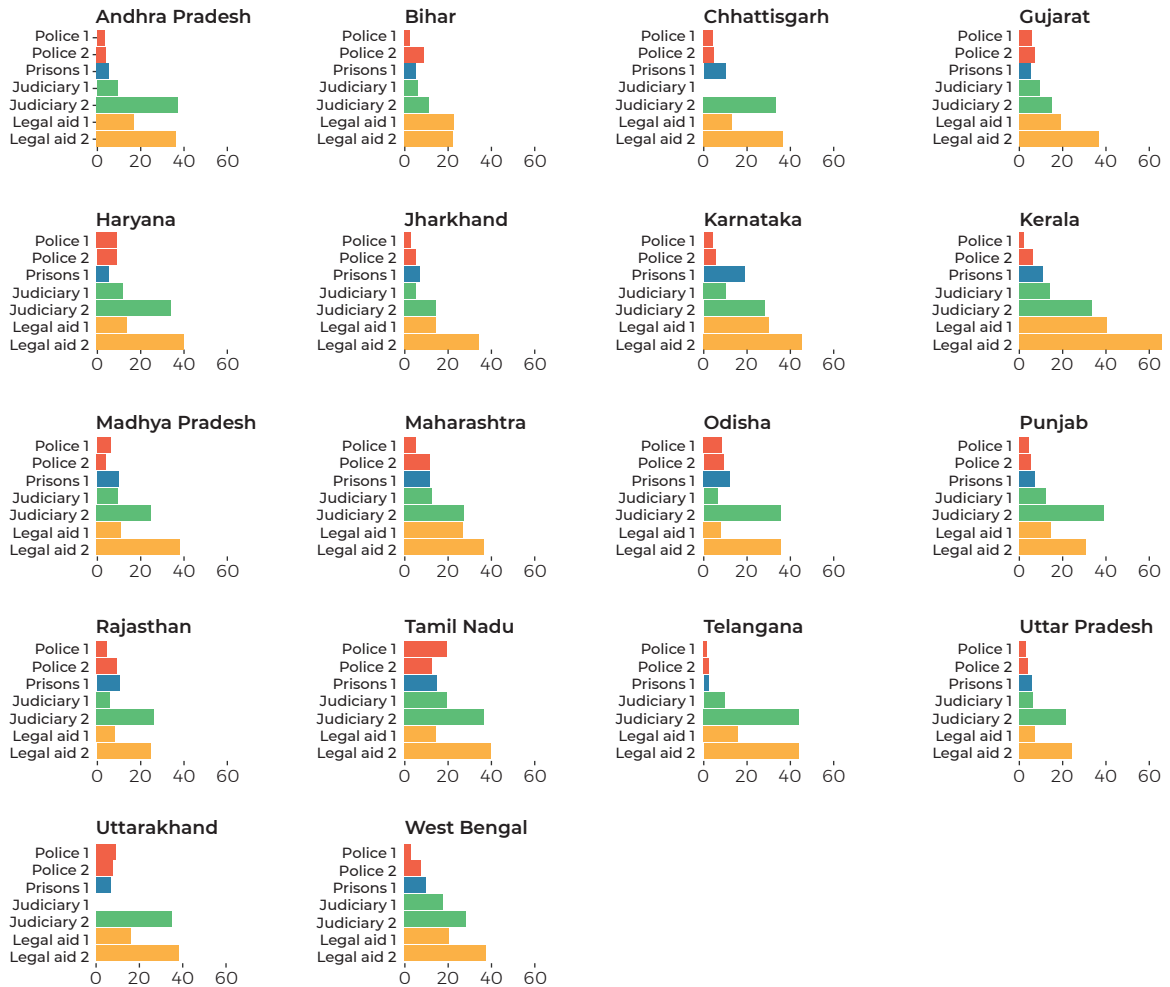 Andhra Pradesh
Police 1
Police 2
Prisons 1
Judiciary 1
Judiciary 2
Legal aid 1
Legal aid 2
0 20 40 60
Bihar
Police 1
Police 2
Prisons 1
Judiciary 1
Judiciary 2
Legal aid 1
Legal aid 2
0 20 40 60
Chhattisgarh
Police 1
Police 2
Prisons 1
Judiciary 1
Judiciary 2
Legal aid 1
Legal aid 2
0 20 40 60
Gujarat
Police 1
Police 2
Prisons 1
Judiciary 1
Judiciary 2
Legal aid 1
Legal aid 2
0 20 40 60
Haryana
Police 1
Police 2
Prisons 1
Judiciary 1
Judiciary 2
Legal aid 1
Legal aid 2
0 20 40 60
Jharkhand
Police 1
Police 2
Prisons 1
Judiciary 1
Judiciary 2
Legal aid 1
Legal aid 2
0 20 40 60
Karnataka
Police 1
Police 2
Prisons 1
Judiciary 1
Judiciary 2
Legal aid 1
Legal aid 2
0 20 40 60
Kerala
Police 1
Police 2
Prisons 1
Judiciary 1
Judiciary 2
Legal aid 1
Legal aid 2
0 20 40 60
Madhya Pradesh
Police 1
Police 2
Prisons 1
Judiciary 1
Judiciary 2
Legal aid 1
Legal aid 2
0 20 40 60
Maharashtra
Police 1
Police 2
Prisons 1
Judiciary 1
Judiciary 2
Legal aid 1
Legal aid 2
0 20 40 60
Odisha
Police 1
Police 2
Prisons 1
Judiciary 1
Judiciary 2
Legal aid 1
Legal aid 2
0 20 40 60
Punjab
Police 1
Police 2
Prisons 1
Judiciary 1
Judiciary 2
Legal aid 1
Legal aid 2
0 20 40 60
Rajasthan
Police 1
Police 2
Prisons 1
Judiciary 1
Judiciary 2
Legal aid 1
Legal aid 2
0 20 40 60
Tamil Nadu
Police 1
Police 2
Prisons 1
Judiciary 1
Judiciary 2
Legal aid 1
Legal aid 2
0 20 40 60
Telangana
Police 1
Police 2
Prisons 1
Judiciary 1
Judiciary 2
Legal aid 1
Legal aid 2
0 20 40 60
Uttar Pradesh
Police 1
Police 2
Prisons 1
Judiciary 1
Judiciary 2
Legal aid 1
Legal aid 2
0 20 40 60
Uttarakhand
Police 1
Police 2
Prisons 1
Judiciary 1
Judiciary 2
Legal aid 1
Legal aid 2
0 20 40 60
West Bengal
Police 1
Police 2
Prisons 1
Judiciary 1
Judiciary 2
Legal aid 1
Legal aid 2
0 20 40 60